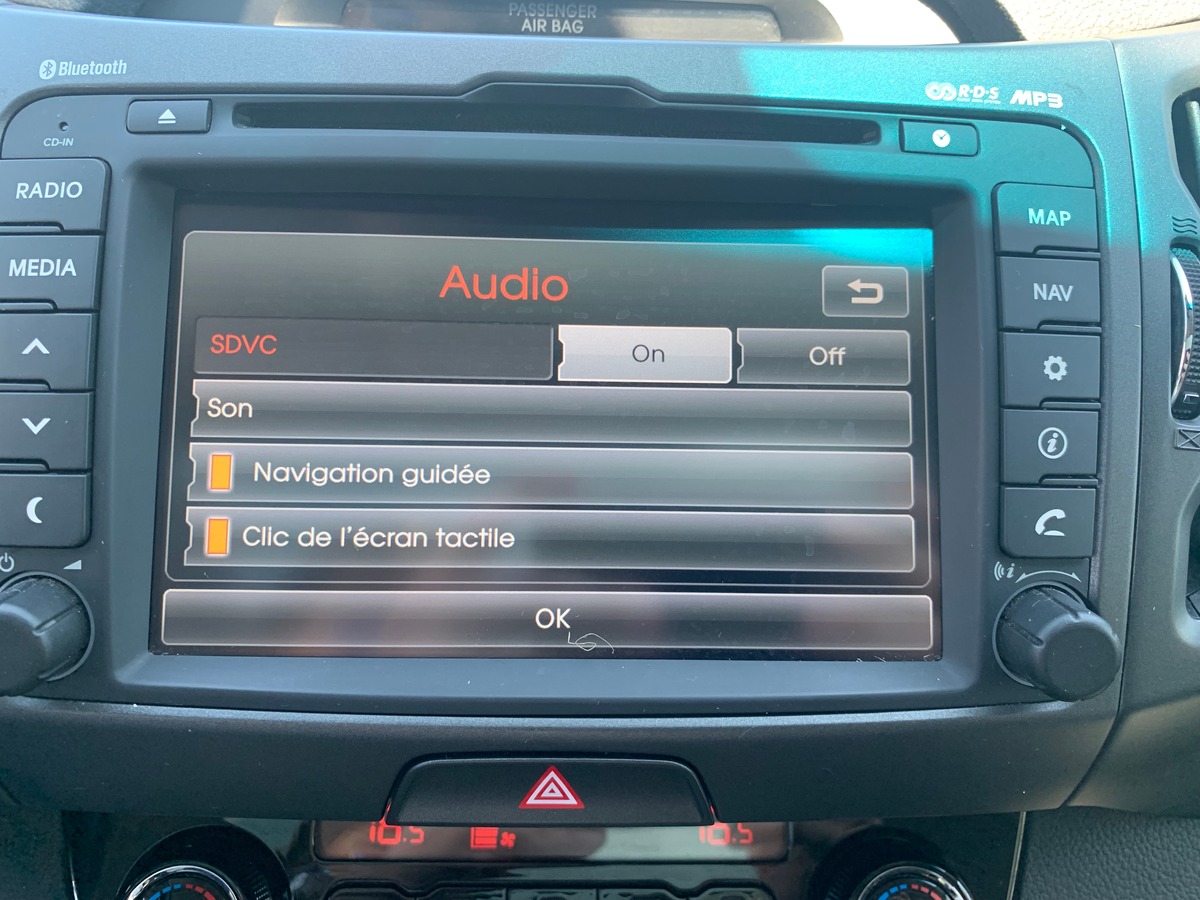 PASSENGER
AIR BAG
Bluetooth
R·D·S
MP3
CD-IN
RADIO
MAP
MEDIA
NAV
Audio
SDVC
On
Off
Son
Navigation guidée
Clic de l'écran tactile
OK